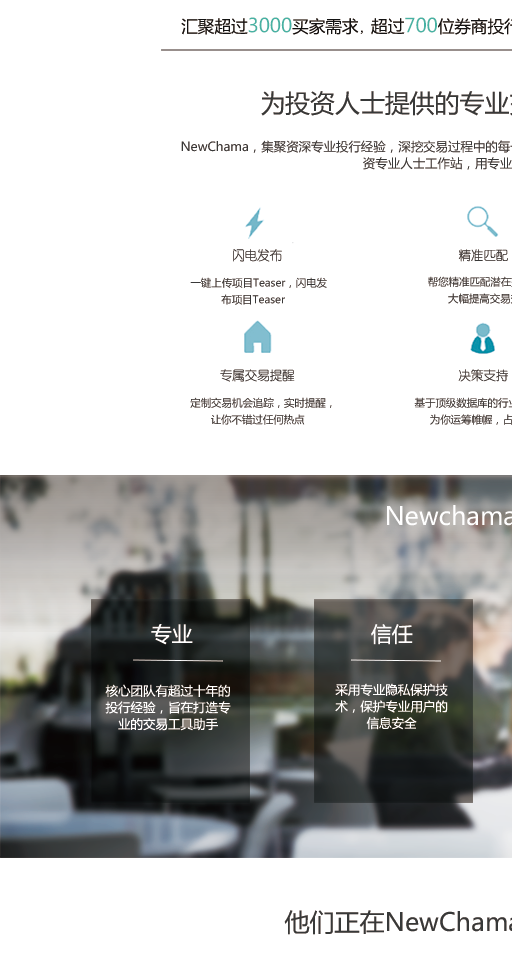 汇聚超过3000买家需求，超过700位券商投行
为投资人士提供的专业
NewChama，集聚资深专业投行经验，深挖交易过程中的每
资专业人士工作站，用专业
闪电发布
精准匹配
一键上传项目Teaser，闪电发
布项目Teaser
帮您精准匹配潜在
大幅提高交易
专属交易提醒
决策支持
定制交易机会追踪，实时提醒，
让你不错过任何热点
基于顶级数据库的行业
为你运筹帷幄，占
Newchama
专业
信任
核心团队有超过十年的
投行经验，旨在打造专
业的交易工具助手
采用专业隐私保护技
术，保护专业用户的
信息安全
他们正在NewChama